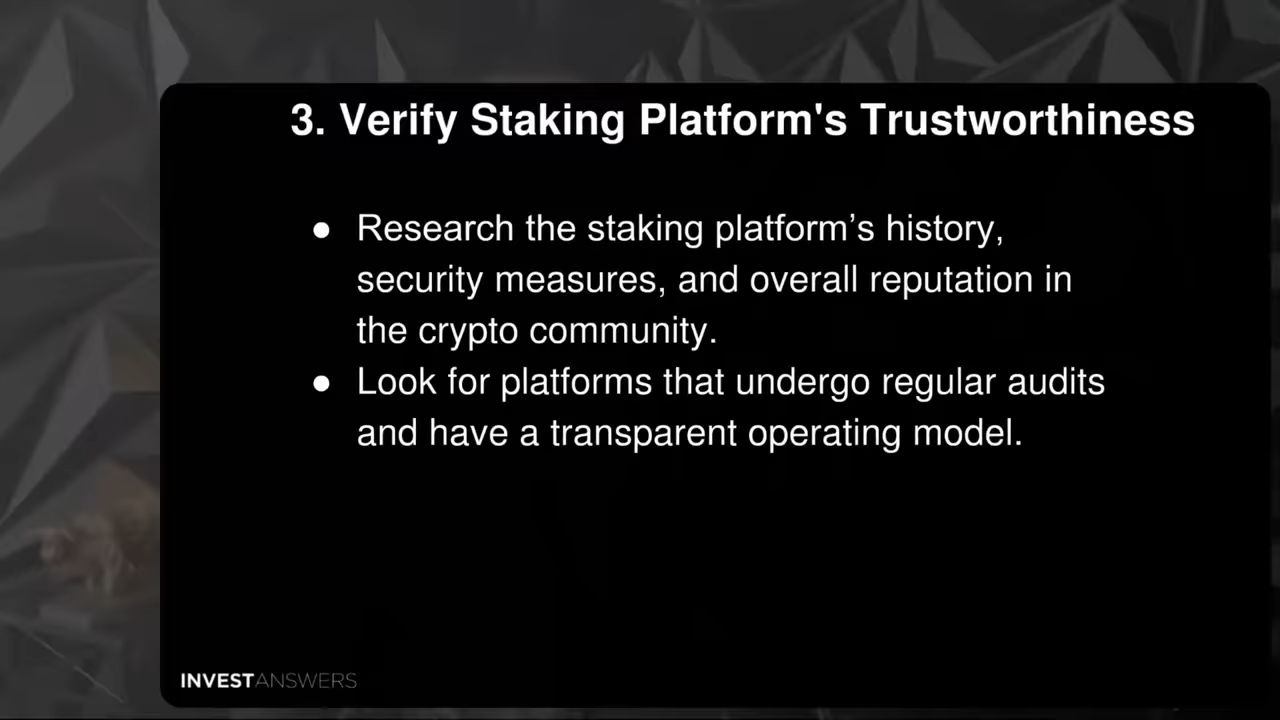 3. Verify Staking Platform's Trustworthiness
● Research the staking platform’s history,
security measures, and overall reputation in
the crypto community.
● Look for platforms that undergo regular audits
and have a transparent operating model.
INVESTANSWERS